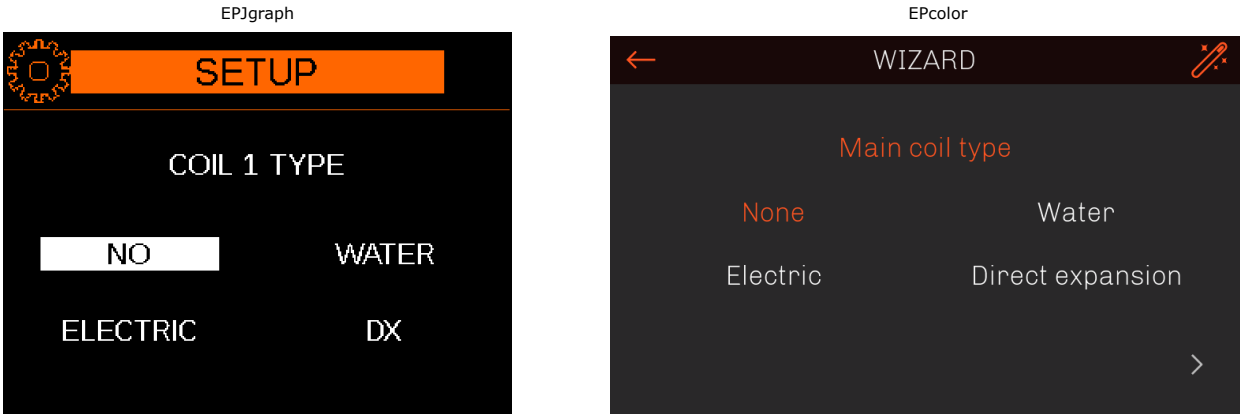 EPJgraph
SETUP
COIL 1 TYPE
NO WATER
ELECTRIC DX
EPcolor
WIZARD
Main coil type
None Water
Electric Direct expansion